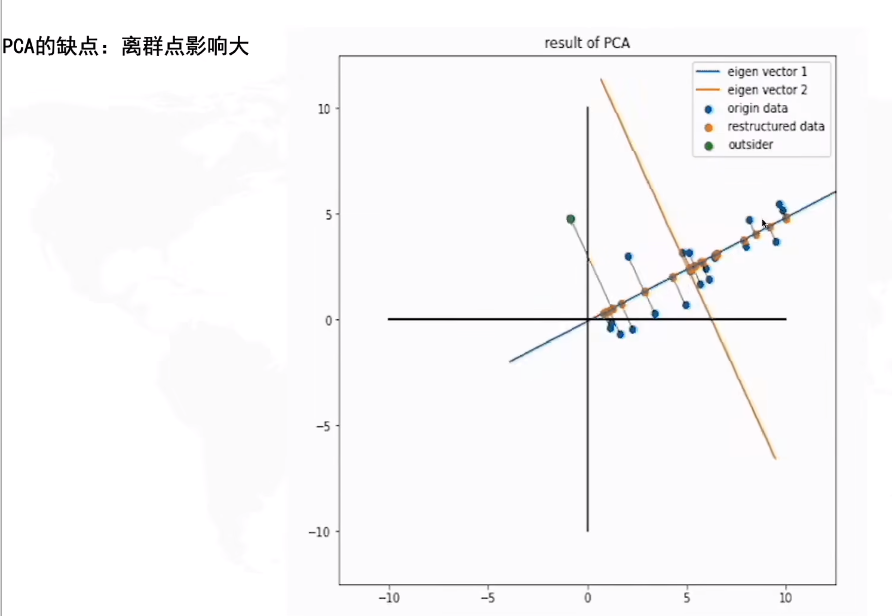 PCA的缺点：离群点影响大
result of PCA
eigen vector 1
eigen vector 2
origin data
restructured data
outsider
10
5
0
−5
−10
−10
−5
0
5
10